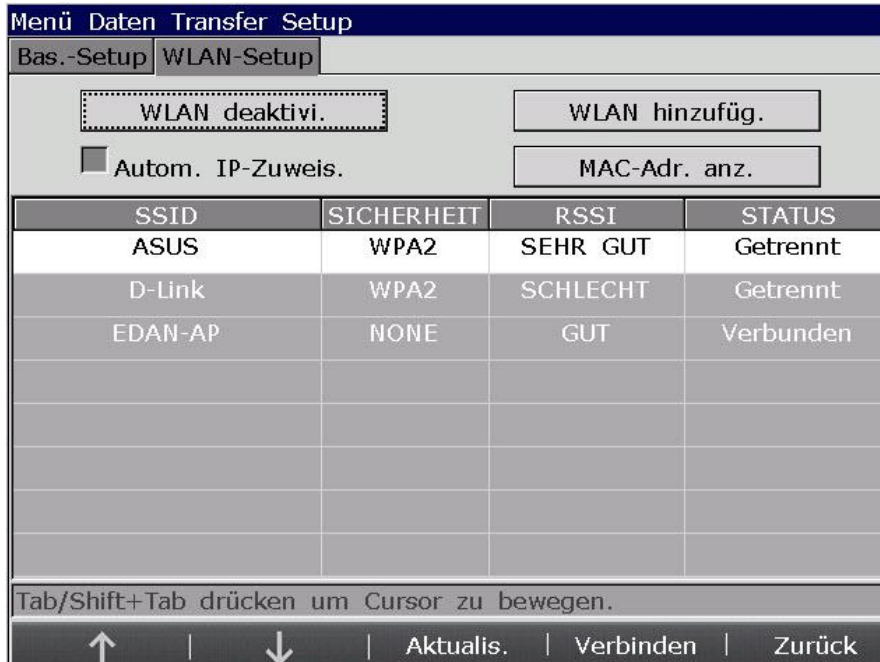 Menü Daten Transfer Setup
Bas.-Setup WLAN-Setup
WLAN deaktivi. WLAN hinzufüg.
Autom. IP-Zuweis. MAC-Adr. anz.
SSID SICHERHEIT RSSI STATUS
ASUS WPA2 SEHR GUT Getrennt
D-Link WPA2 SCHLECHT Getrennt
EDAN-AP NONE GUT Verbunden
Tab/Shift+Tab drücken um Cursor zu bewegen.
↑ | ↓ | Aktualis. | Verbinden | Zurück